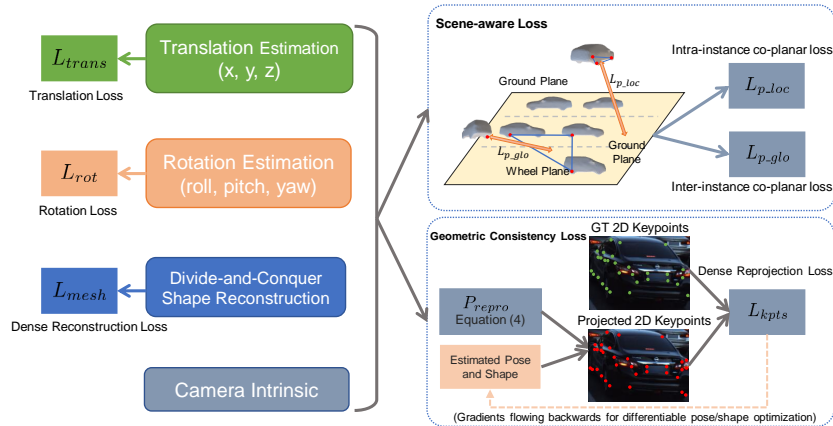 L_trans
Translation Loss
Translation Estimation
(x, y, z)
L_rot
Rotation Loss
Rotation Estimation
(roll, pitch, yaw)
L_mesh
Dense Reconstruction Loss
Divide-and-Conquer
Shape Reconstruction
Camera Intrinsic
Scene-aware Loss
Ground Plane
L_p_loc
L_p_glo
Wheel Plane
Ground
Plane
Intra-instance co-planar loss
L_p_loc
L_p_glo
Inter-instance co-planar loss
Geometric Consistency Loss
GT 2D Keypoints
P_repro
Equation (4)
Estimated Pose
and Shape
Projected 2D Keypoints
Dense Reprojection Loss
L_kpts
(Gradients flowing backwards for differentiable pose/shape optimization)